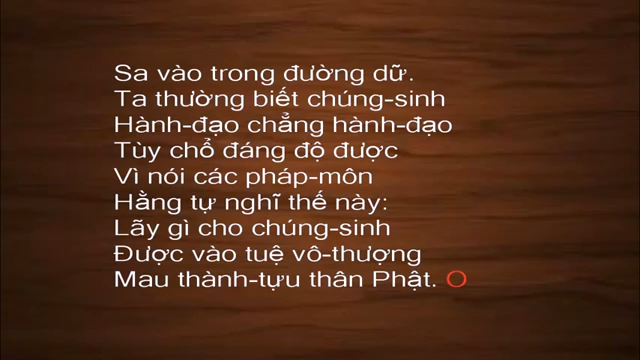 Sa vào trong đường dữ.
Ta thường biết chúng-sinh
Hành-đạo chẳng hành-đạo
Tùy chổ đáng độ được
Vì nói các pháp-môn
Hằng tự nghĩ thế này:
Lãy gì cho chúng-sinh
Được vào tuệ vô-thượng
Mau thành-tựu thân Phật. O